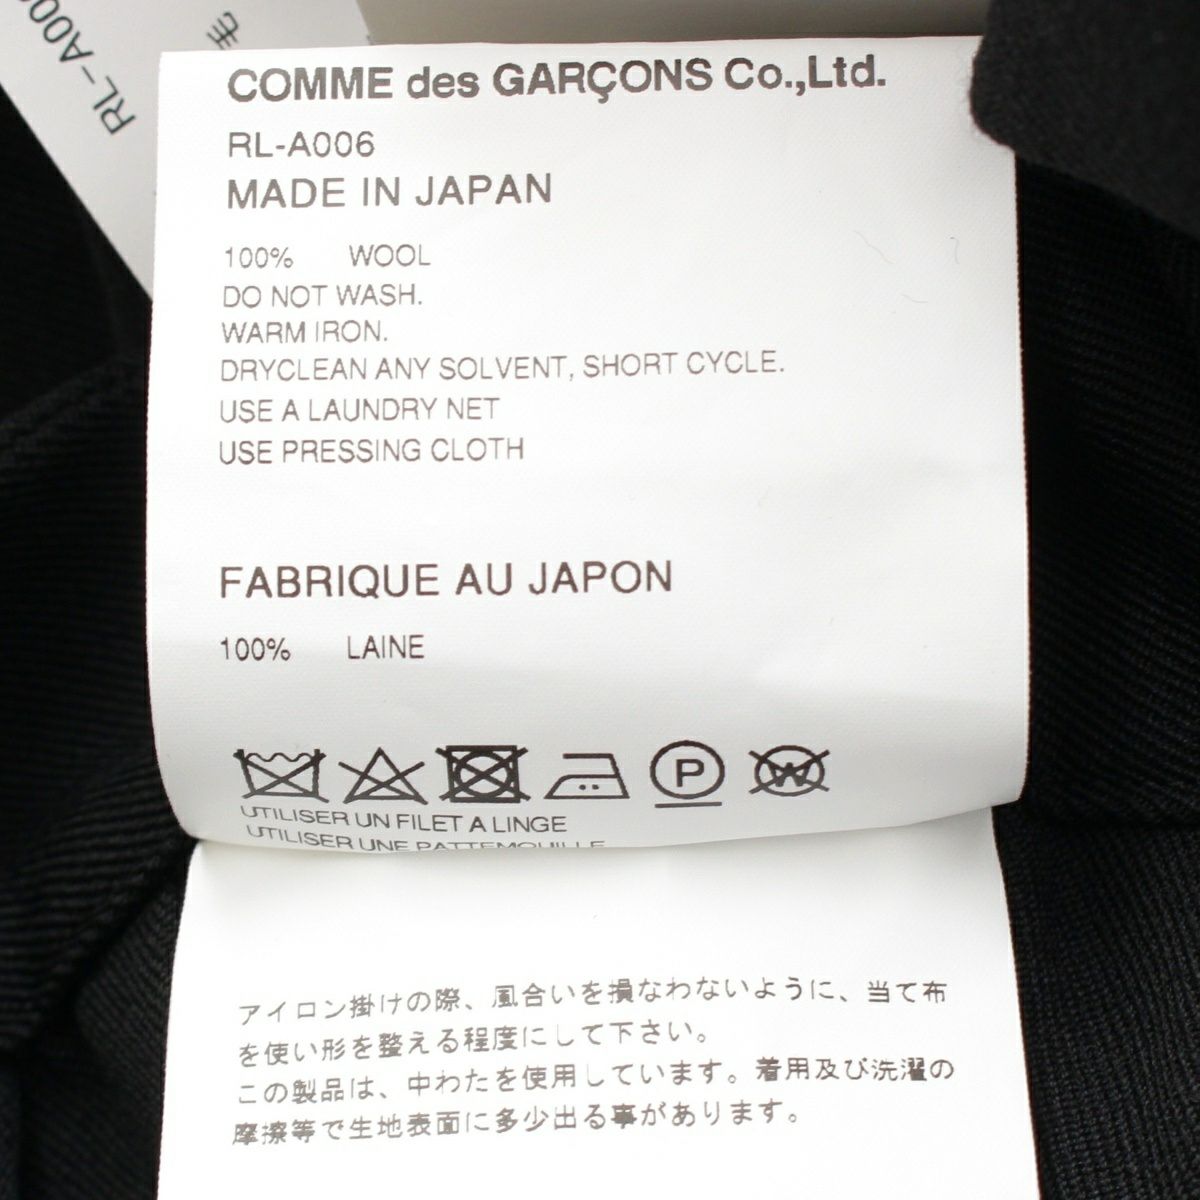 RL-A00
毛
COMME des GARÇONS Co.,Ltd.
RL-A006
MADE IN JAPAN
100% WOOL
DO NOT WASH.
WARM IRON.
DRYCLEAN ANY SOLVENT, SHORT CYCLE.
USE A LAUNDRY NET
USE PRESSING CLOTH
FABRIQUE AU JAPON
100% LAINE
P
W
UTILISER UN FILET A LINGE
UTILISER UNE PATTEMOUILLE
アイロン掛けの際、風合いを損なわないように、当て布
を使い形を整える程度にして下さい。
この製品は、中わたを使用しています。着用及び洗濯の
摩擦等で生地表面に多少出る事があります。